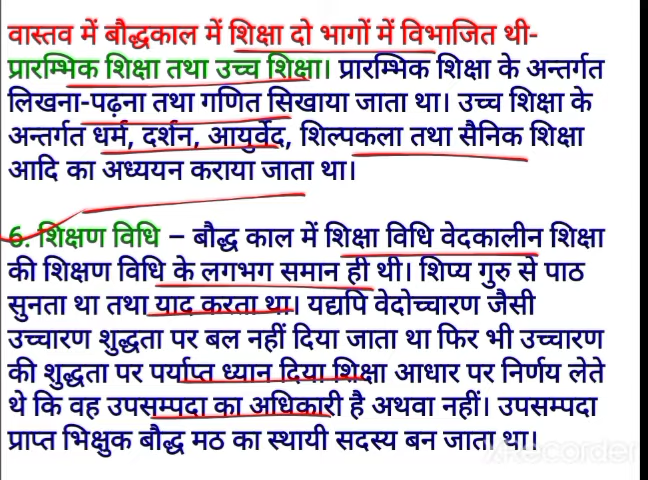 वास्तव में बौद्धकाल में शिक्षा दो भागों में विभाजित थी-
प्रारम्भिक शिक्षा तथा उच्च शिक्षा। प्रारम्भिक शिक्षा के अन्तर्गत
लिखना-पढ़ना तथा गणित सिखाया जाता था। उच्च शिक्षा के
अन्तर्गत धर्म, दर्शन, आयुर्वेद, शिल्पकला तथा सैनिक शिक्षा
आदि का अध्ययन कराया जाता था।
6. शिक्षण विधि – बौद्ध काल में शिक्षा विधि वेदकालीन शिक्षा
की शिक्षण विधि के लगभग समान ही थी। शिप्य गुरु से पाठ
सुनता था तथा याद करता था। यद्यपि वेदोच्चारण जैसी
उच्चारण शुद्धता पर बल नहीं दिया जाता था फिर भी उच्चारण
की शुद्धता पर पर्याप्त ध्यान दिया शिक्षा आधार पर निर्णय लेते
थे कि वह उपसम्पदा का अधिकारी है अथवा नहीं। उपसम्पदा
प्राप्त भिक्षुक बौद्ध मठ का स्थायी सदस्य बन जाता था।